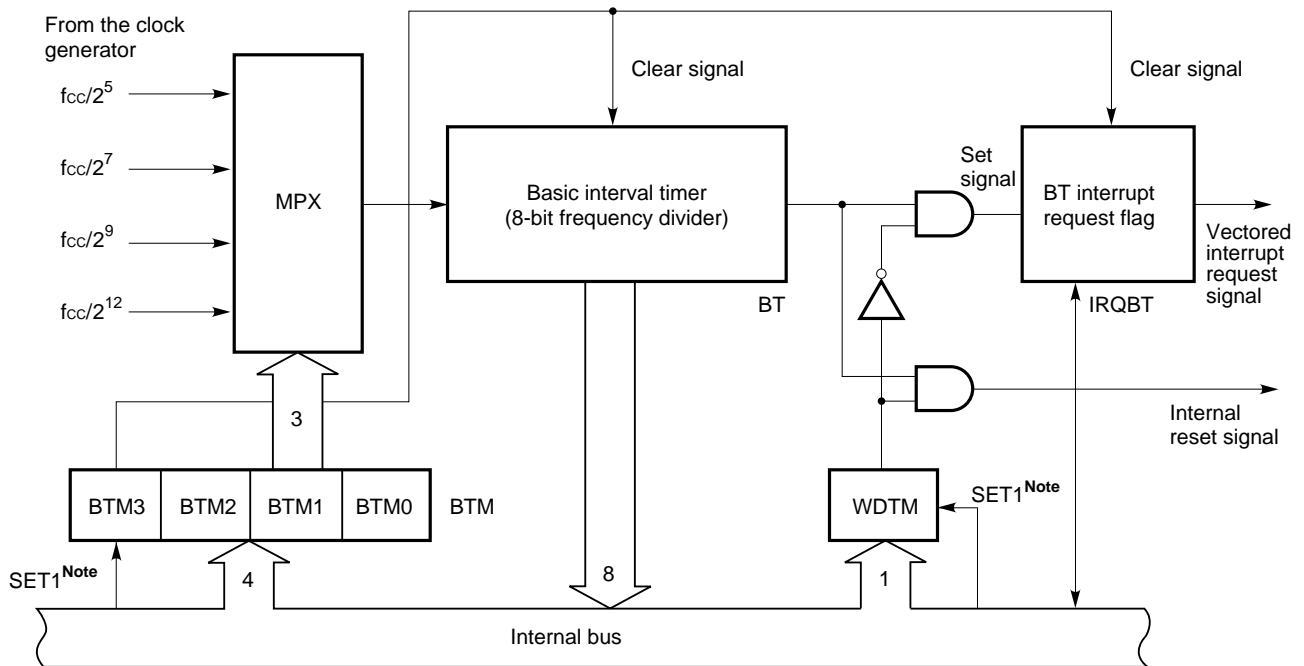 From the clock
generator
Clear signal
Clear signal
fcc/2^5
fcc/2^7
fcc/2^9
fcc/2^12
MPX
Basic interval timer
(8-bit frequency divider)
BT
Set
signal
BT interrupt
request flag
IRQBT
Vectored
interrupt
request
signal
Internal
reset signal
3
BTM3
BTM2
BTM1
BTM0
BTM
WDTM
SET1Note
SET1Note
4
8
1
Internal bus